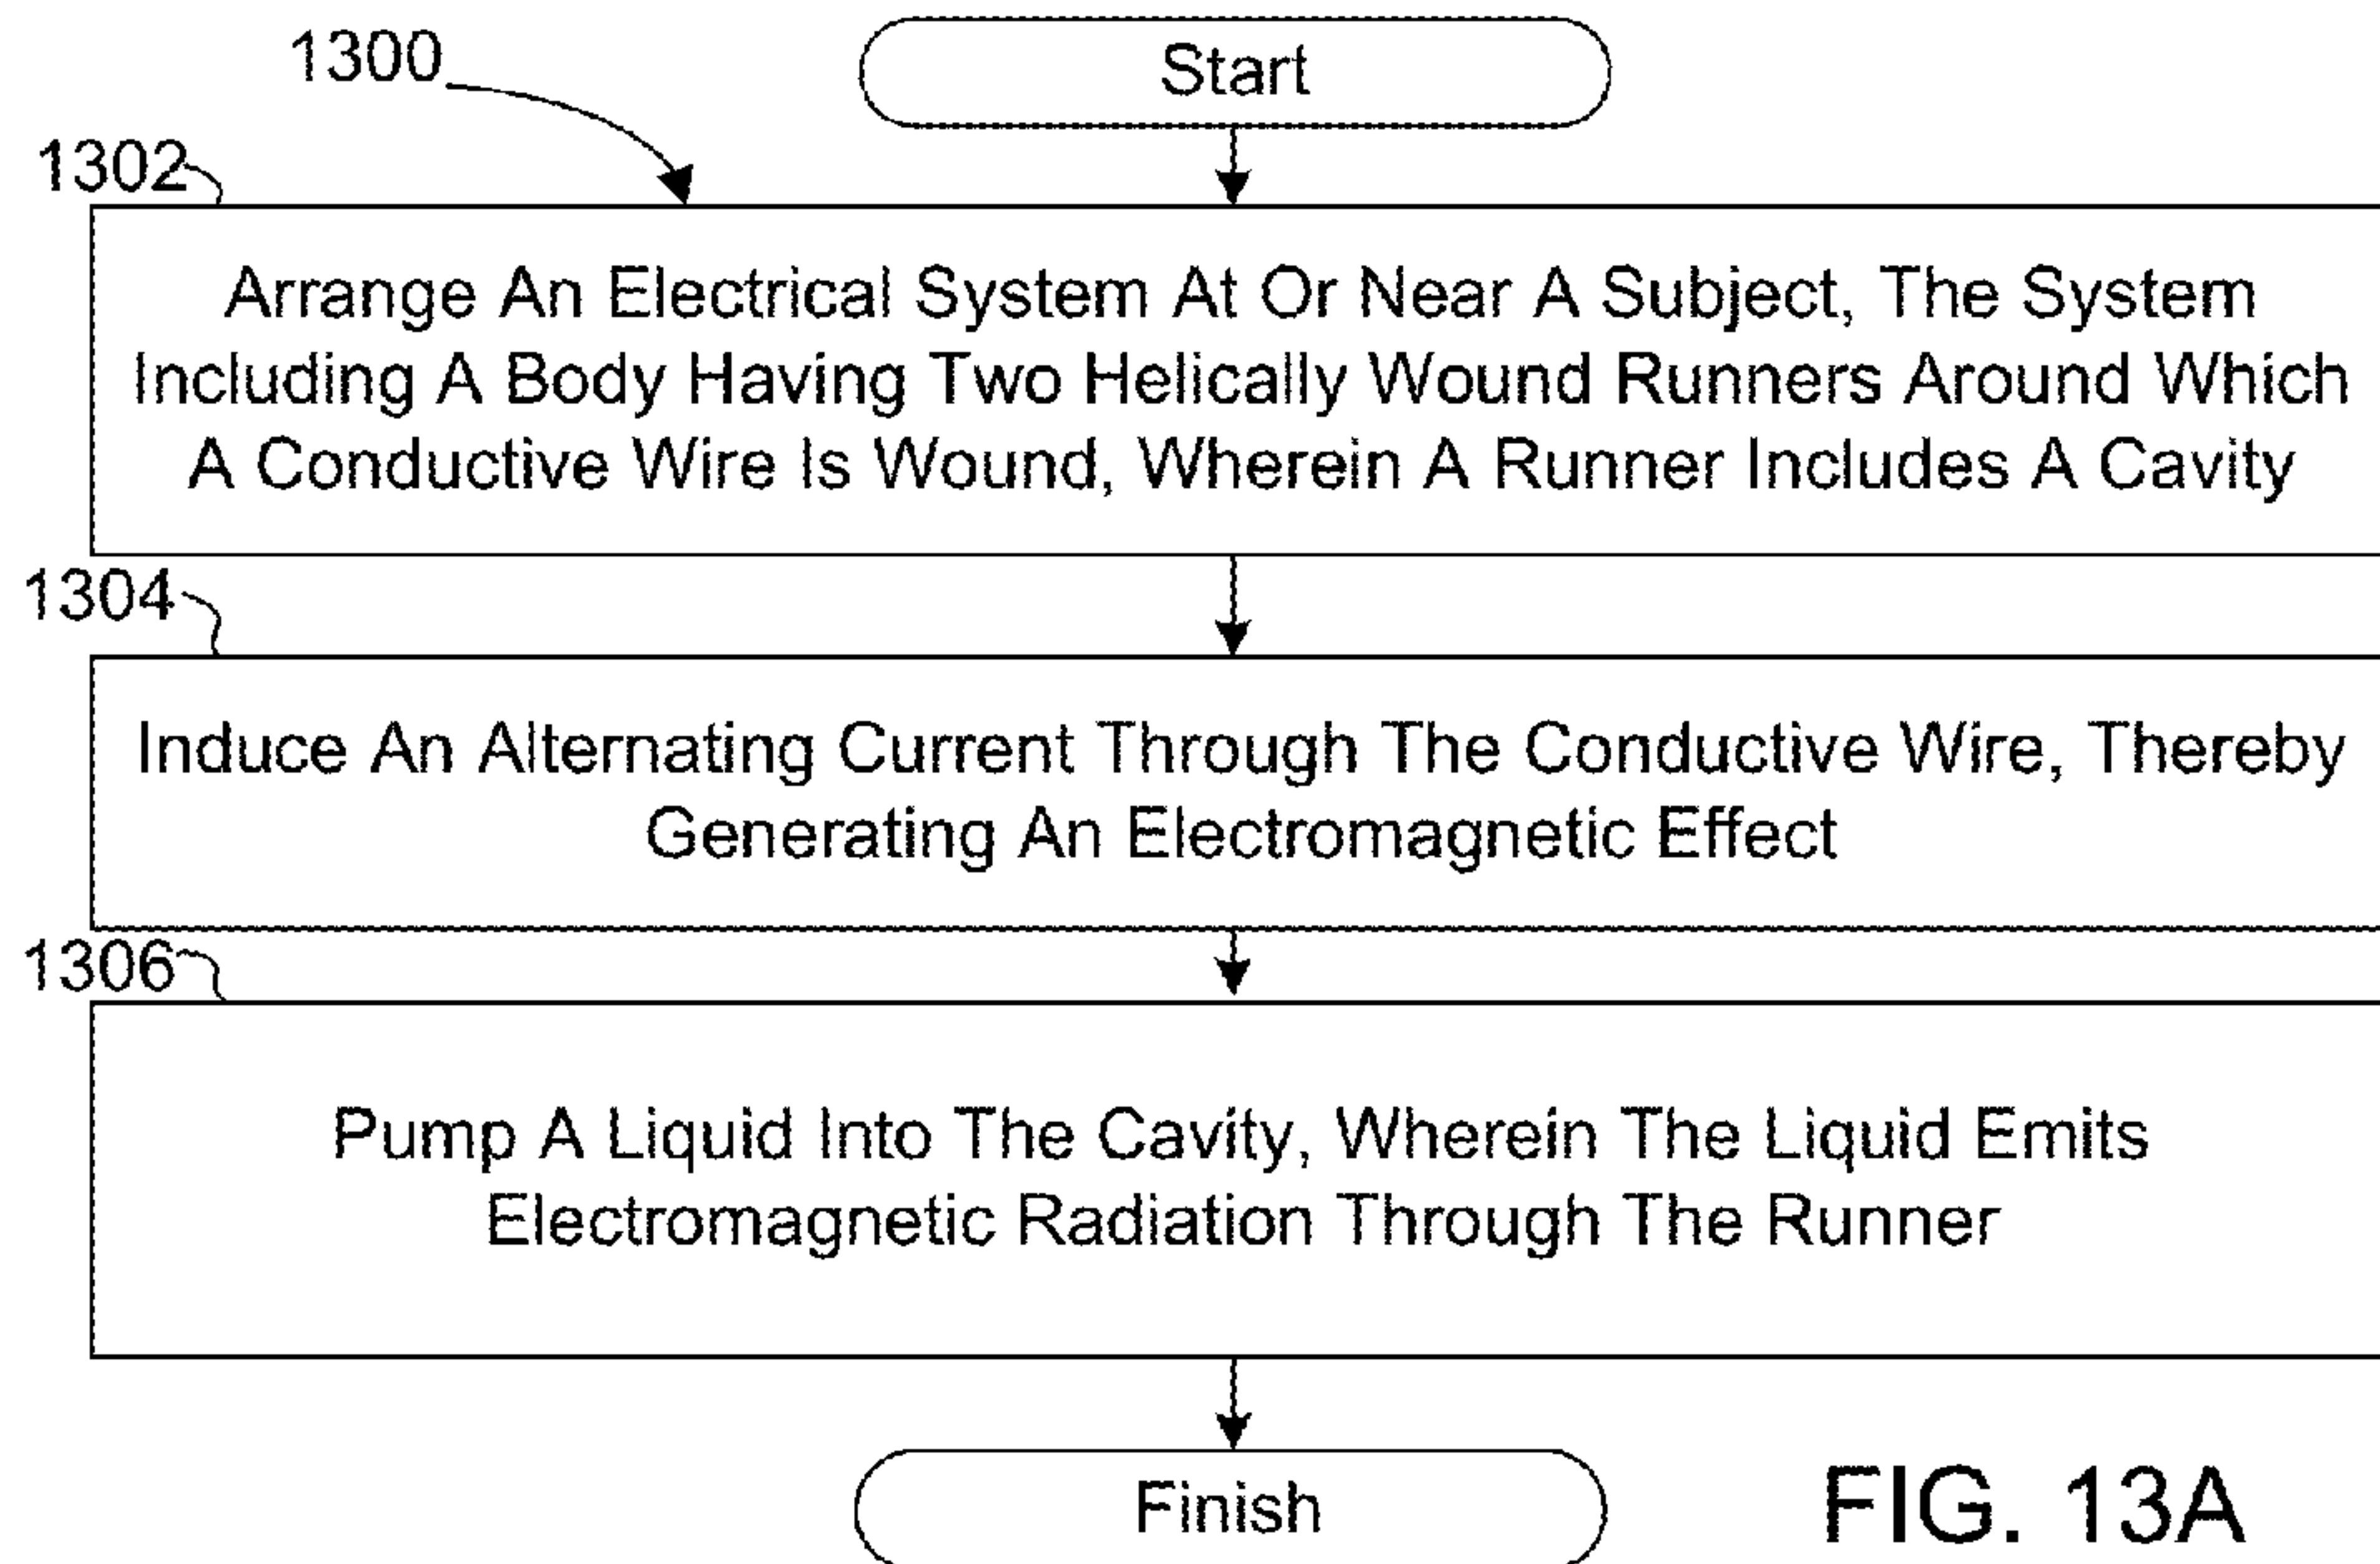 1300
Start
1302
Arrange An Electrical System At Or Near A Subject, The System
Including A Body Having Two Helically Wound Runners Around Which
A Conductive Wire Is Wound, Wherein A Runner Includes A Cavity
1304
Induce An Alternating Current Through The Conductive Wire, Thereby
Generating An Electromagnetic Effect
1306
Pump A Liquid Into The Cavity, Wherein The Liquid Emits
Electromagnetic Radiation Through The Runner
Finish
FIG. 13A